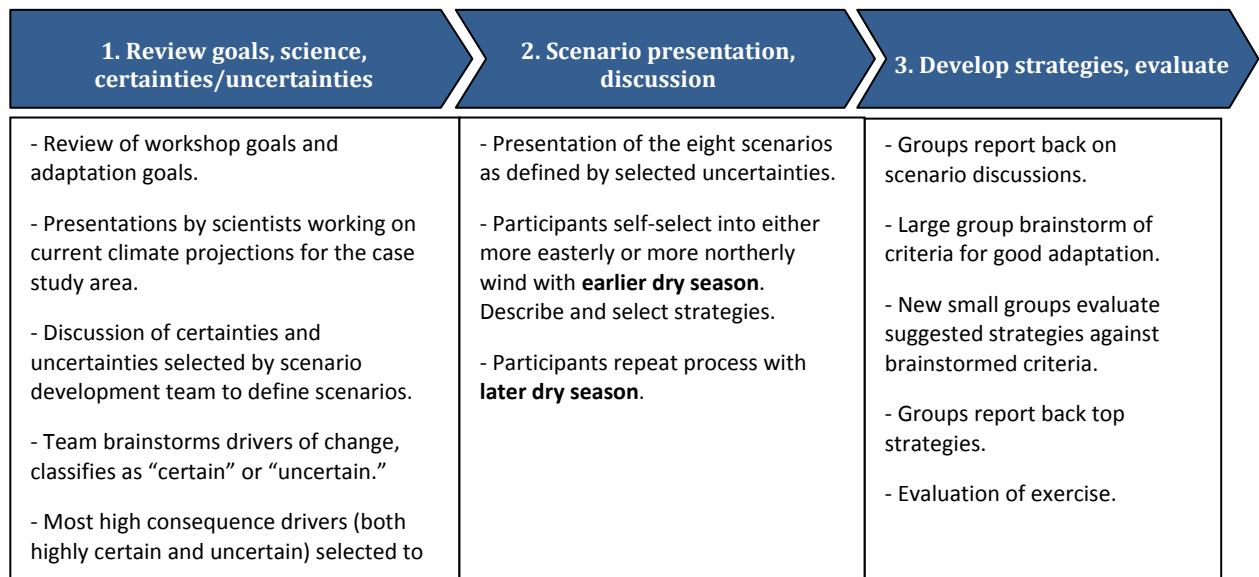 1. Review goals, science,
certainties/uncertainties
2. Scenario presentation,
discussion
3. Develop strategies, evaluate
- Review of workshop goals and
adaptation goals.
- Presentations by scientists working on
current climate projections for the case
study area.
- Discussion of certainties and
uncertainties selected by scenario
development team to define scenarios.
- Team brainstorms drivers of change,
classifies as “certain” or “uncertain.”
- Most high consequence drivers (both
highly certain and uncertain) selected to
- Presentation of the eight scenarios
as defined by selected uncertainties.
- Participants self-select into either
more easterly or more northerly
wind with earlier dry season.
Describe and select strategies.
- Participants repeat process with
later dry season.
- Groups report back on
scenario discussions.
- Large group brainstorm of
criteria for good adaptation.
- New small groups evaluate
suggested strategies against
brainstormed criteria.
- Groups report back top
strategies.
- Evaluation of exercise.